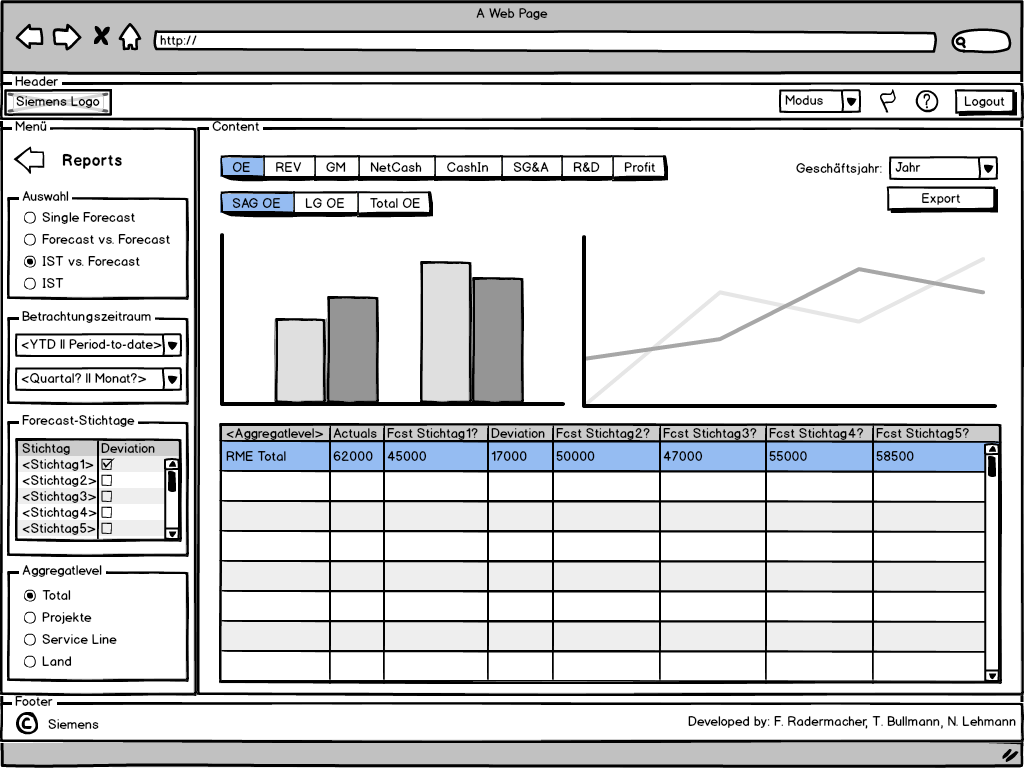 A Web Page
http://
Header
Siemens Logo
Modus
?
Logout
Menü
Reports
Auswahl
Single Forecast
Forecast vs. Forecast
IST vs. Forecast
IST
Betrachtungszeitraum
<YTD || Period-to-date>
<Quartal? || Monat?>
Forecast-Stichtage
Stichtag Deviation
<Stichtag1>
<Stichtag2>
<Stichtag3>
<Stichtag4>
<Stichtag5>
Aggregatlevel
Total
Projekte
Service Line
Land
Content
OE REV GM NetCash CashIn SG&A R&D Profit
Geschäftsjahr: Jahr
SAG OE LG OE Total OE
Export
<Aggregatlevel> Actuals Fcst Stichtag1? Deviation Fcst Stichtag2? Fcst Stichtag3? Fcst Stichtag4? Fcst Stichtag5?
RME Total 62000 45000 17000 50000 47000 55000 58500
Footer
© Siemens
Developed by: F. Radermacher, T. Bullmann, N. Lehmann